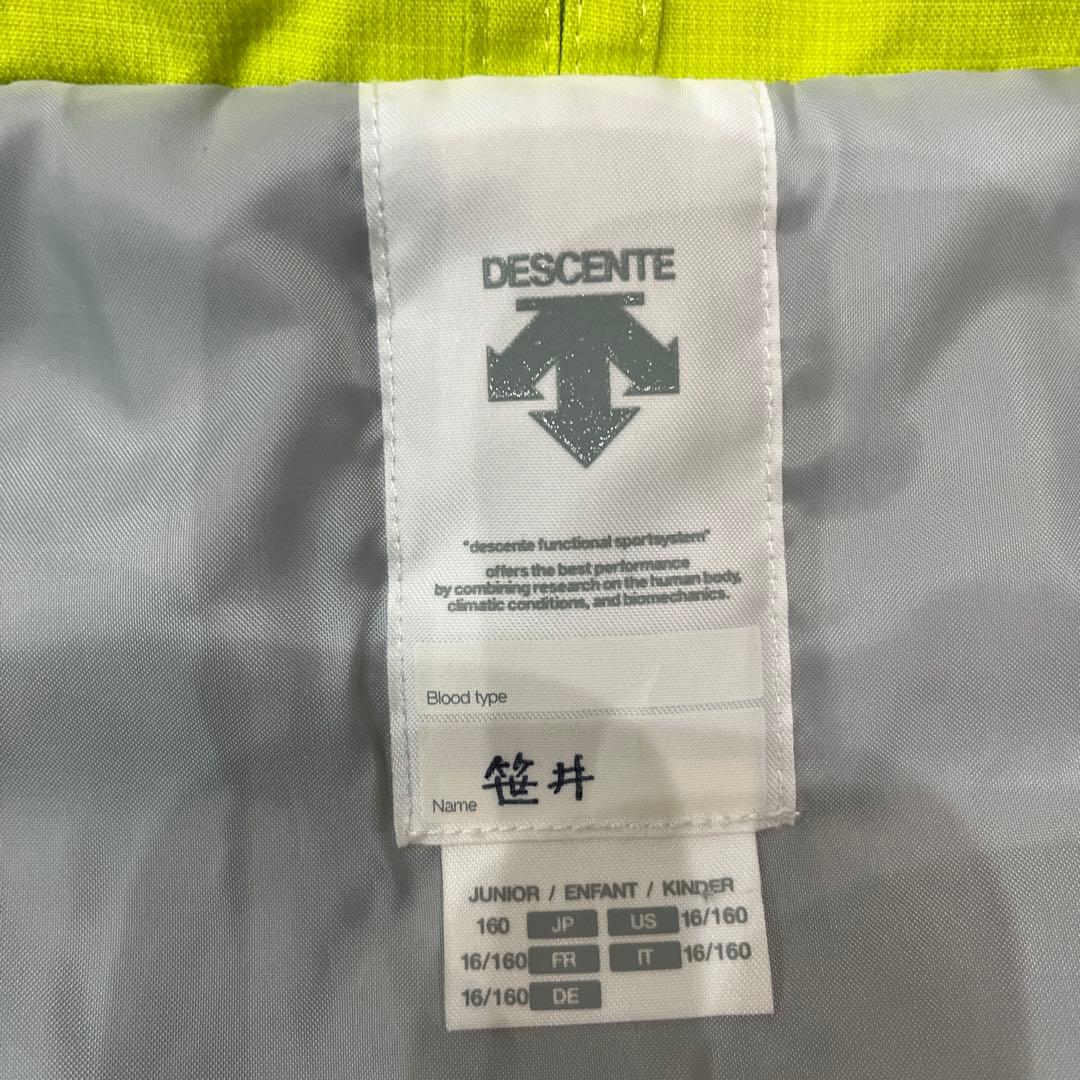 DESCENTE
"descente functional sportsystem"
offers the best performance
by combining research on the human body,
climatic conditions, and biomechanics.
Blood type
Name 笹井
JUNIOR / ENFANT / KINDER
160 JP US 16/160
16/160 FR IT 16/160
16/160 DE